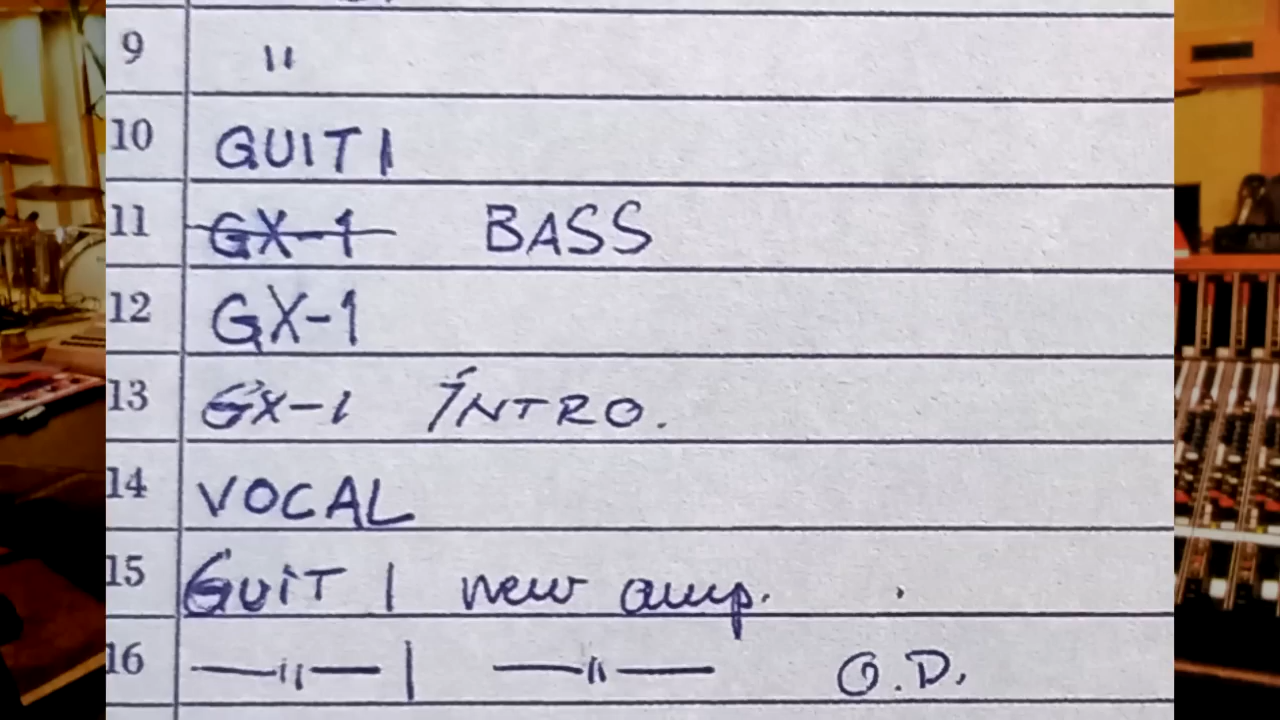 9 "
10 GUIT 1
11 GX-1 BASS
12 GX-1
13 GX-1 INTRO.
14 VOCAL
15 GUIT 1 new amp.
16 —"— | —"— O.D.